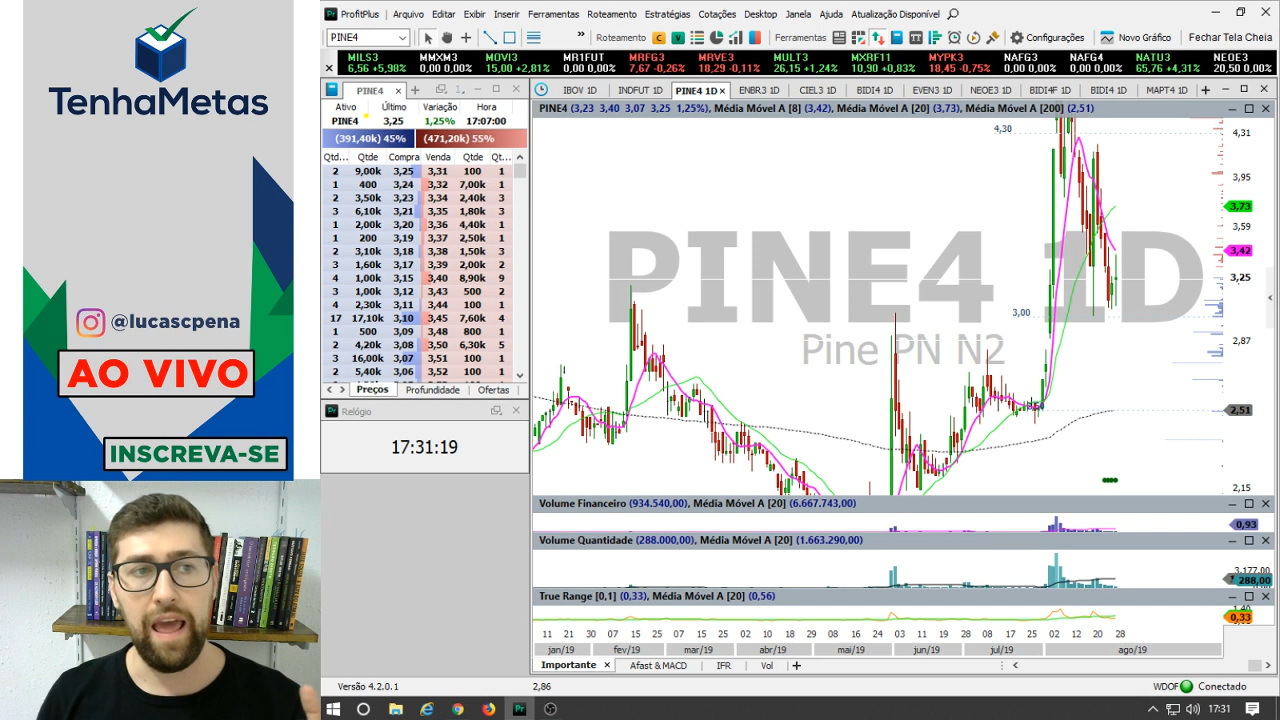 TenhaMetas
@lucascpena
AO VIVO
INSCREVA-SE
ProfitPlus Arquivo Editar Exibir Inserir Ferramentas Roteamento Estratégias Cotações Desktop Janela Ajuda Atualização Disponível
PINE4 » Roteamento Ferramentas Configurações Novo Gráfico Fechar Tela Cheia
MILS3 MMXM3 MOVI3 MR1FUT MRFG3 MRVE3 MULT3 MXRF11 MYPK3 NAFG3 NAFG4 NATU3 NEOE3
6,56 +5,98% 0,00 0,00% 15,00 +2,81% 0,00 0,00% 7,67 -0,26% 18,29 -0,11% 26,15 +1,24% 10,90 +0,83% 18,45 -0,75% 0,00 0,00% 0,00 0,00% 65,76 +4,31% 20,50 0,00%
PINE4
Ativo Último Variação Hora
PINE4 3,25 1,25% 17:07:00
(391,40k) 45% (471,20k) 55%
Qtd... Qtde Compra Venda Qtde Qt...
2 9,00k 3,25 3,31 100 1
1 400 3,24 3,32 7,00k 1
2 3,50k 3,23 3,34 2,40k 3
3 6,10k 3,21 3,35 1,80k 3
1 2,00k 3,20 3,36 4,40k 1
1 200 3,19 3,37 2,50k 1
2 3,10k 3,18 3,38 1,50k 3
3 1,60k 3,17 3,39 2,00k 2
4 1,00k 3,15 3,40 8,90k 9
3 1,00k 3,12 3,43 500 2
4 2,30k 3,11 3,44 100 1
17 17,10k 3,10 3,45 7,60k 4
1 500 3,09 3,48 800 1
2 4,20k 3,08 3,50 6,30k 5
3 16,00k 3,07 3,51 100 1
2 5,40k 3,06 3,52 100 1
Preços Profundidade Ofertas
Relógio
17:31:19
IBOV 1D INDFUT 1D PINE4 1D ENBR3 1D CIEL3 1D BIDI4 1D EVEN3 1D NEOE3 1D BIDI4F 1D BIDI4 1D MAPT4 1D
PINE4 (3,23 3,40 3,07 3,25 1,25%), Média Móvel A [8] (3,42), Média Móvel A [20] (3,73), Média Móvel A [200] (2,51)
PINE4 1D
Pine PN N2
4,30
3,00
4,31
3,95
3,73
3,59
3,42
3,25
2,87
2,51
2,15
Volume Financeiro (934.540,00), Média Móvel A [20] (6.667.743,00)
0,93
Volume Quantidade (288.000,00), Média Móvel A [20] (1.663.290,00)
3.177,00
288,00
True Range [0,1] (0,33), Média Móvel A [20] (0,56)
0,33
11 21 30 07 15 25 07 15 25 02 10 18 29 08 16 24 03 11 19 28 08 17 25 02 12 20 28
jan/19 fev/19 mar/19 abr/19 mai/19 jun/19 jul/19 ago/19
Importante Afast & MACD IFR Vol
Versão 4.2.0.1 2,86 WDOF Conectado
17:31